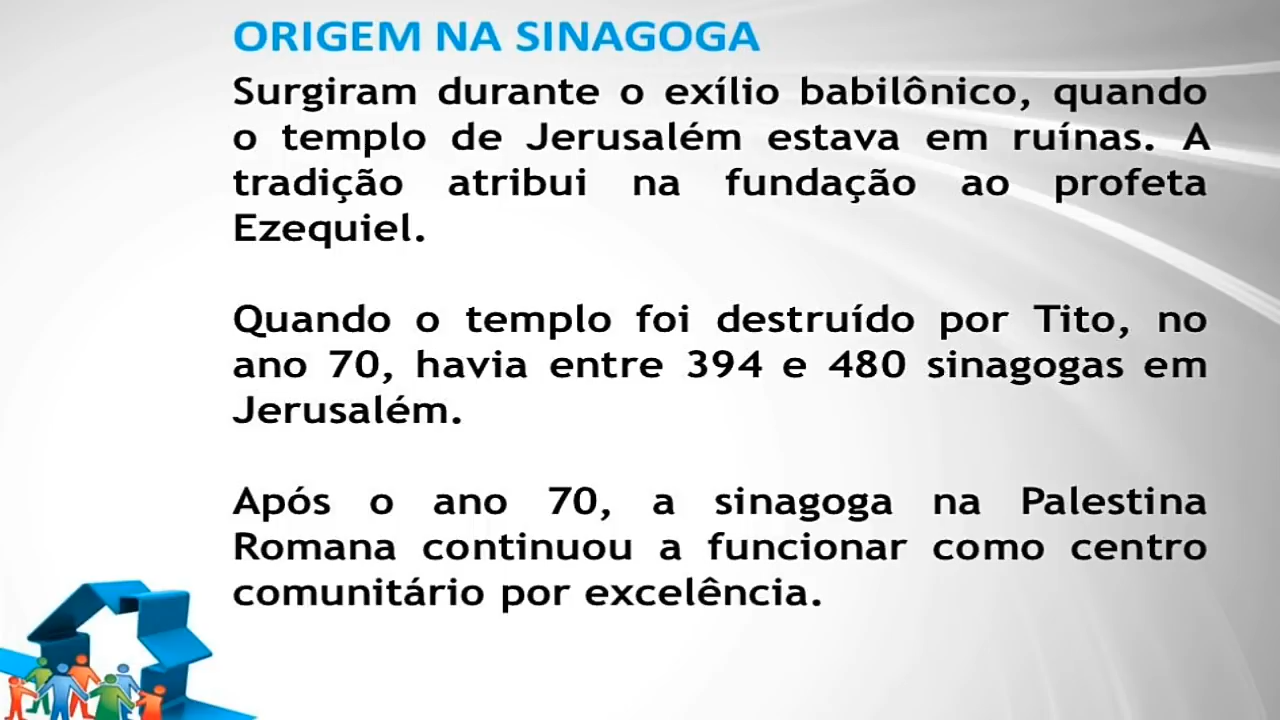 ORIGEM NA SINAGOGA
Surgiram durante o exílio babilônico, quando
o templo de Jerusalém estava em ruínas. A
tradição atribui na fundação ao profeta
Ezequiel.
Quando o templo foi destruído por Tito, no
ano 70, havia entre 394 e 480 sinagogas em
Jerusalém.
Após o ano 70, a sinagoga na Palestina
Romana continuou a funcionar como centro
comunitário por excelência.